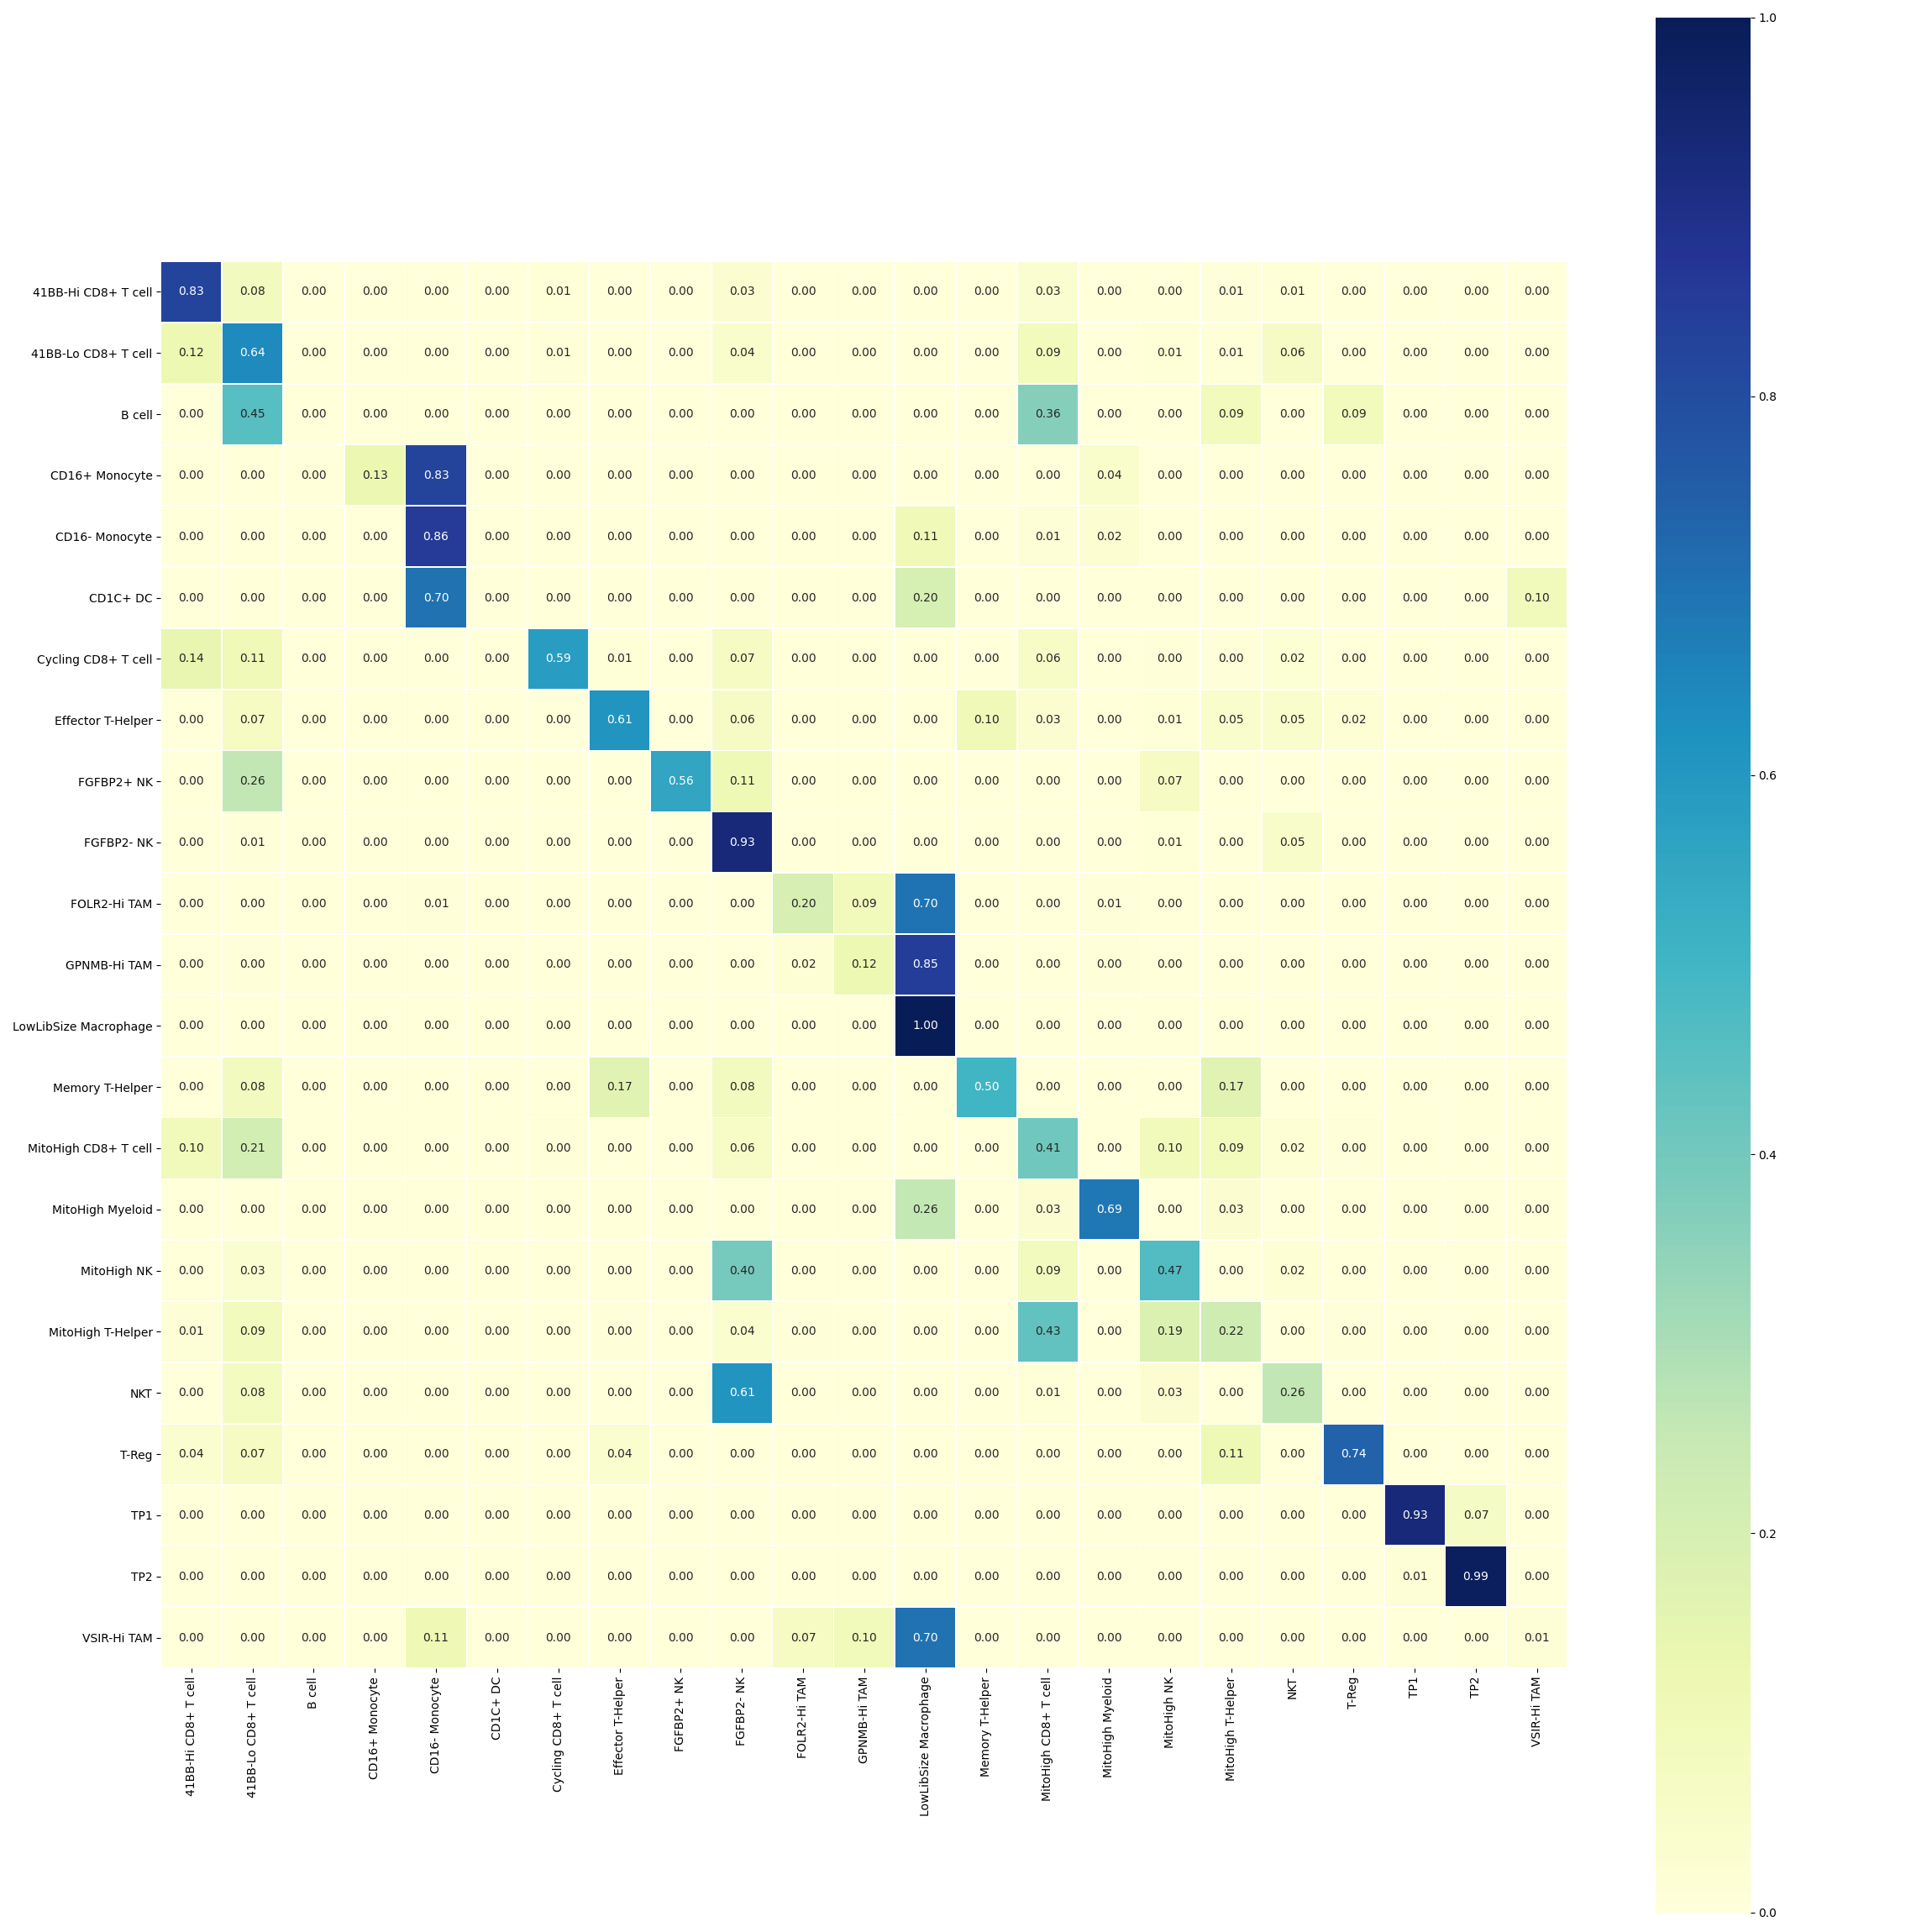 1.0
41BB-Hi CD8+ T cell 0.83 0.08 0.00 0.00 0.00 0.00 0.01 0.00 0.00 0.03 0.00 0.00 0.00 0.00 0.03 0.00 0.00 0.01 0.01 0.00 0.00 0.00 0.00
41BB-Lo CD8+ T cell 0.12 0.64 0.00 0.00 0.00 0.00 0.01 0.00 0.00 0.04 0.00 0.00 0.00 0.00 0.09 0.00 0.01 0.01 0.06 0.00 0.00 0.00 0.00
0.8
B cell 0.00 0.45 0.00 0.00 0.00 0.00 0.00 0.00 0.00 0.00 0.00 0.00 0.00 0.00 0.36 0.00 0.00 0.09 0.00 0.09 0.00 0.00 0.00
CD16+ Monocyte 0.00 0.00 0.00 0.13 0.83 0.00 0.00 0.00 0.00 0.00 0.00 0.00 0.00 0.00 0.00 0.04 0.00 0.00 0.00 0.00 0.00 0.00 0.00
CD16- Monocyte 0.00 0.00 0.00 0.00 0.86 0.00 0.00 0.00 0.00 0.00 0.00 0.00 0.11 0.00 0.01 0.02 0.00 0.00 0.00 0.00 0.00 0.00 0.00
CD1C+ DC 0.00 0.00 0.00 0.00 0.70 0.00 0.00 0.00 0.00 0.00 0.00 0.00 0.20 0.00 0.00 0.00 0.00 0.00 0.00 0.00 0.00 0.00 0.10
Cycling CD8+ T cell 0.14 0.11 0.00 0.00 0.00 0.00 0.59 0.01 0.00 0.07 0.00 0.00 0.00 0.00 0.06 0.00 0.00 0.00 0.02 0.00 0.00 0.00 0.00
Effector T-Helper 0.00 0.07 0.00 0.00 0.00 0.00 0.00 0.61 0.00 0.06 0.00 0.00 0.00 0.10 0.03 0.00 0.01 0.05 0.05 0.02 0.00 0.00 0.00
0.6
FGFBP2+ NK 0.00 0.26 0.00 0.00 0.00 0.00 0.00 0.00 0.56 0.11 0.00 0.00 0.00 0.00 0.00 0.00 0.07 0.00 0.00 0.00 0.00 0.00 0.00
FGFBP2- NK 0.00 0.01 0.00 0.00 0.00 0.00 0.00 0.00 0.00 0.93 0.00 0.00 0.00 0.00 0.00 0.00 0.01 0.00 0.05 0.00 0.00 0.00 0.00
FOLR2-Hi TAM 0.00 0.00 0.00 0.00 0.01 0.00 0.00 0.00 0.00 0.00 0.20 0.09 0.70 0.00 0.00 0.01 0.00 0.00 0.00 0.00 0.00 0.00 0.00
GPNMB-Hi TAM 0.00 0.00 0.00 0.00 0.00 0.00 0.00 0.00 0.00 0.00 0.02 0.12 0.85 0.00 0.00 0.00 0.00 0.00 0.00 0.00 0.00 0.00 0.00
LowLibSize Macrophage 0.00 0.00 0.00 0.00 0.00 0.00 0.00 0.00 0.00 0.00 0.00 0.00 1.00 0.00 0.00 0.00 0.00 0.00 0.00 0.00 0.00 0.00 0.00
Memory T-Helper 0.00 0.08 0.00 0.00 0.00 0.00 0.00 0.17 0.00 0.08 0.00 0.00 0.00 0.50 0.00 0.00 0.00 0.17 0.00 0.00 0.00 0.00 0.00
MitoHigh CD8+ T cell 0.10 0.21 0.00 0.00 0.00 0.00 0.00 0.00 0.00 0.06 0.00 0.00 0.00 0.00 0.41 0.00 0.10 0.09 0.02 0.00 0.00 0.00 0.00
0.4
MitoHigh Myeloid 0.00 0.00 0.00 0.00 0.00 0.00 0.00 0.00 0.00 0.00 0.00 0.00 0.26 0.00 0.03 0.69 0.00 0.03 0.00 0.00 0.00 0.00 0.00
MitoHigh NK 0.00 0.03 0.00 0.00 0.00 0.00 0.00 0.00 0.00 0.40 0.00 0.00 0.00 0.00 0.09 0.00 0.47 0.00 0.02 0.00 0.00 0.00 0.00
MitoHigh T-Helper 0.01 0.09 0.00 0.00 0.00 0.00 0.00 0.00 0.00 0.04 0.00 0.00 0.00 0.00 0.43 0.00 0.19 0.22 0.00 0.00 0.00 0.00 0.00
NKT 0.00 0.08 0.00 0.00 0.00 0.00 0.00 0.00 0.00 0.61 0.00 0.00 0.00 0.00 0.01 0.00 0.03 0.00 0.26 0.00 0.00 0.00 0.00
T-Reg 0.04 0.07 0.00 0.00 0.00 0.00 0.00 0.04 0.00 0.00 0.00 0.00 0.00 0.00 0.00 0.00 0.00 0.11 0.00 0.74 0.00 0.00 0.00
TP1 0.00 0.00 0.00 0.00 0.00 0.00 0.00 0.00 0.00 0.00 0.00 0.00 0.00 0.00 0.00 0.00 0.00 0.00 0.00 0.00 0.93 0.07 0.00
0.2
TP2 0.00 0.00 0.00 0.00 0.00 0.00 0.00 0.00 0.00 0.00 0.00 0.00 0.00 0.00 0.00 0.00 0.00 0.00 0.00 0.00 0.01 0.99 0.00
VSIR-Hi TAM 0.00 0.00 0.00 0.00 0.11 0.00 0.00 0.00 0.00 0.00 0.07 0.10 0.70 0.00 0.00 0.00 0.00 0.00 0.00 0.00 0.00 0.00 0.01
41BB-Hi CD8+ T cell
41BB-Lo CD8+ T cell
B cell
CD16+ Monocyte
CD16- Monocyte
CD1C+ DC
Cycling CD8+ T cell
Effector T-Helper
FGFBP2+ NK
FGFBP2- NK
FOLR2-Hi TAM
GPNMB-Hi TAM
LowLibSize Macrophage
Memory T-Helper
MitoHigh CD8+ T cell
MitoHigh Myeloid
MitoHigh NK
MitoHigh T-Helper
NKT
T-Reg
TP1
TP2
VSIR-Hi TAM
0.0